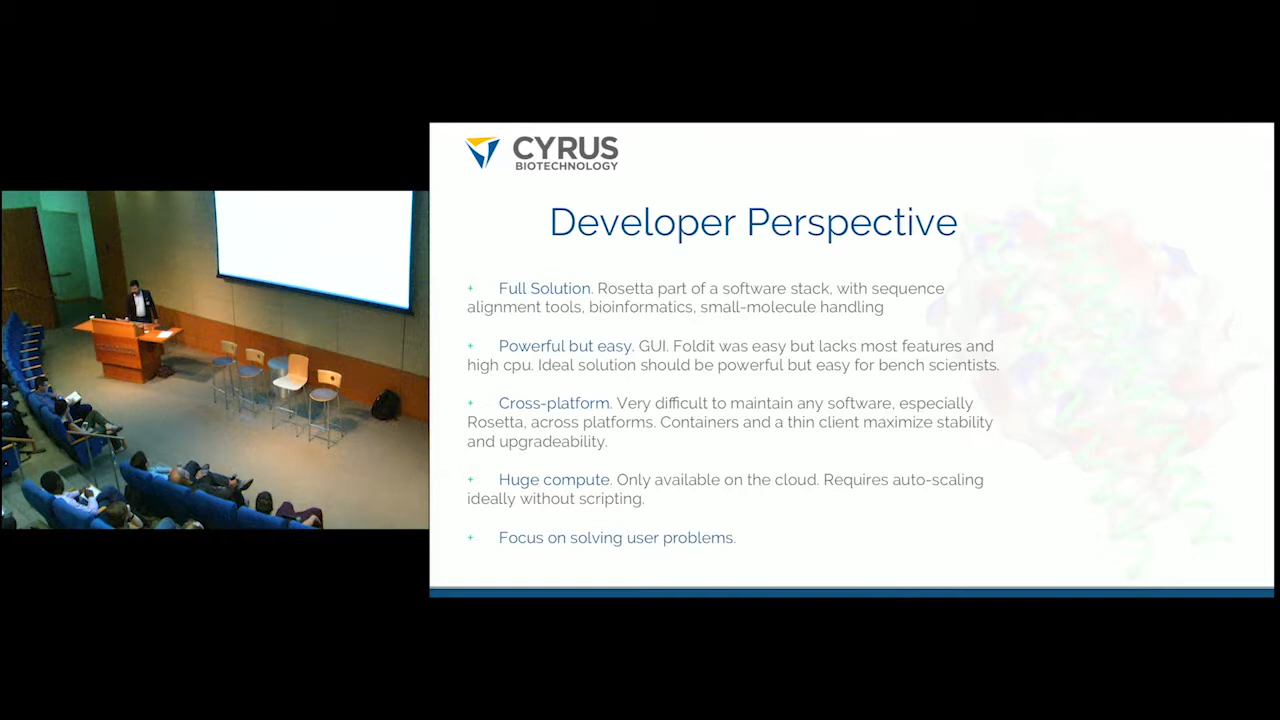 CYRUS
BIOTECHNOLOGY
Developer Perspective
+ Full Solution. Rosetta part of a software stack, with sequence
alignment tools, bioinformatics, small-molecule handling
+ Powerful but easy. GUI. Foldit was easy but lacks most features and
high cpu. Ideal solution should be powerful but easy for bench scientists.
+ Cross-platform. Very difficult to maintain any software, especially
Rosetta, across platforms. Containers and a thin client maximize stability
and upgradeability.
+ Huge compute. Only available on the cloud. Requires auto-scaling
ideally without scripting.
+ Focus on solving user problems.